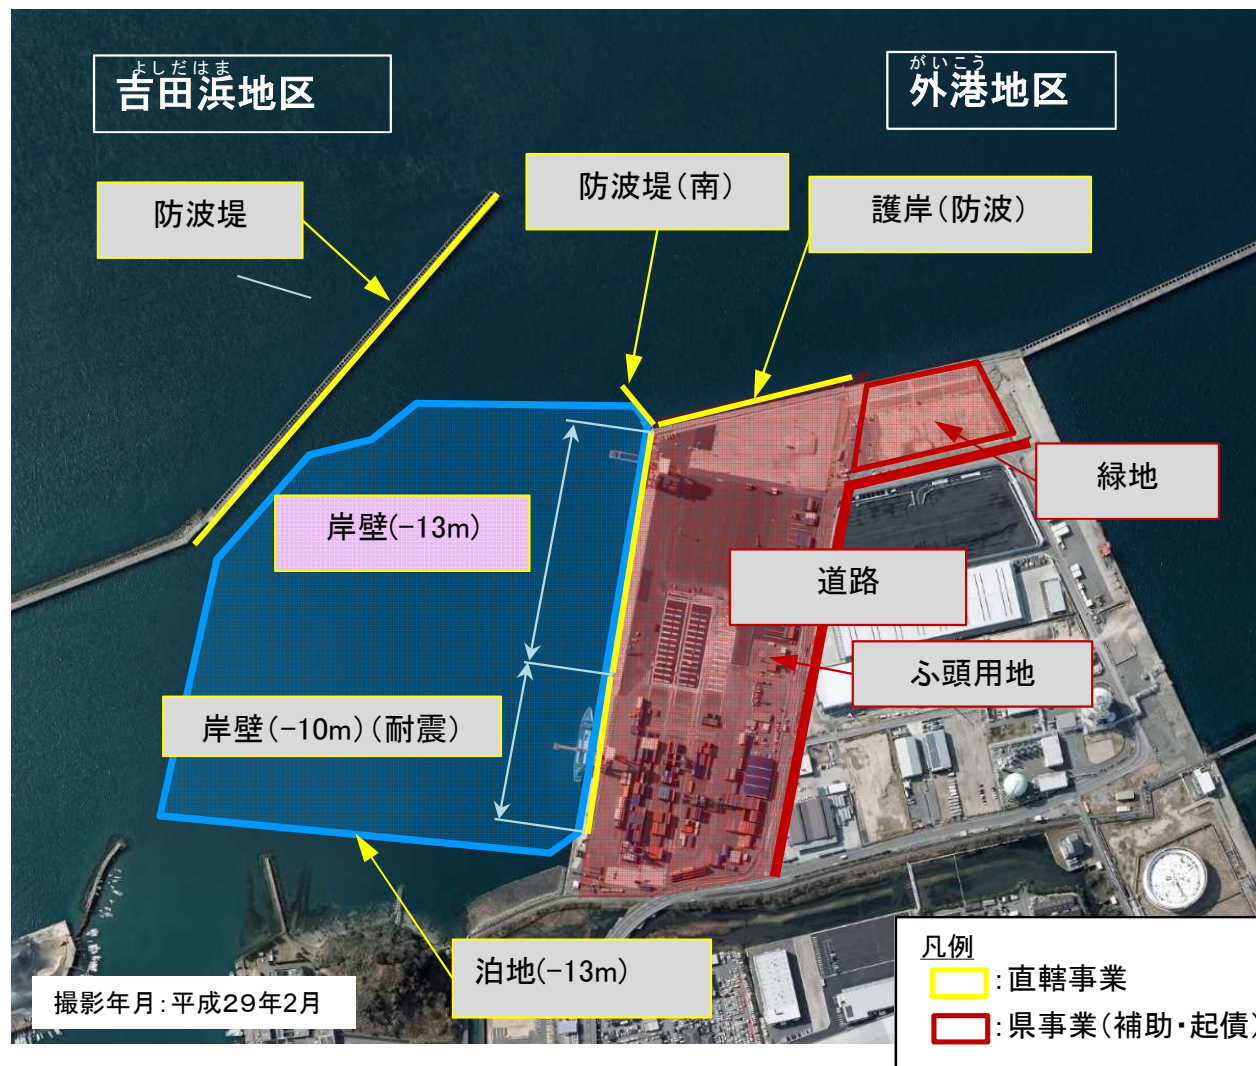 よしだはま
吉田浜地区
がいこう
外港地区
防波堤
防波堤(南)
護岸(防波)
緑地
岸壁(-13m)
道路
ふ頭用地
岸壁(-10m)(耐震)
泊地(-13m)
撮影年月:平成29年2月
凡例
:直轄事業
:県事業(補助・起債)